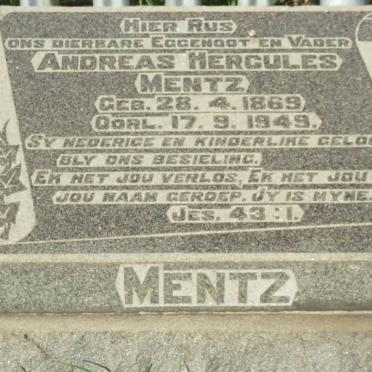 Hier Rus
ons dierbare Eggenoot en Vader
Andreas Hercules
Mentz
Geb. 28. 4. 1869
Oorl. 17. 9. 1949
Sy nederige en kinderlike geloo
bly ons besieling.
Ek het jou verlos, Ek het jou
jou naam geroep. Jy is myne
Jes. 43:1.
Mentz